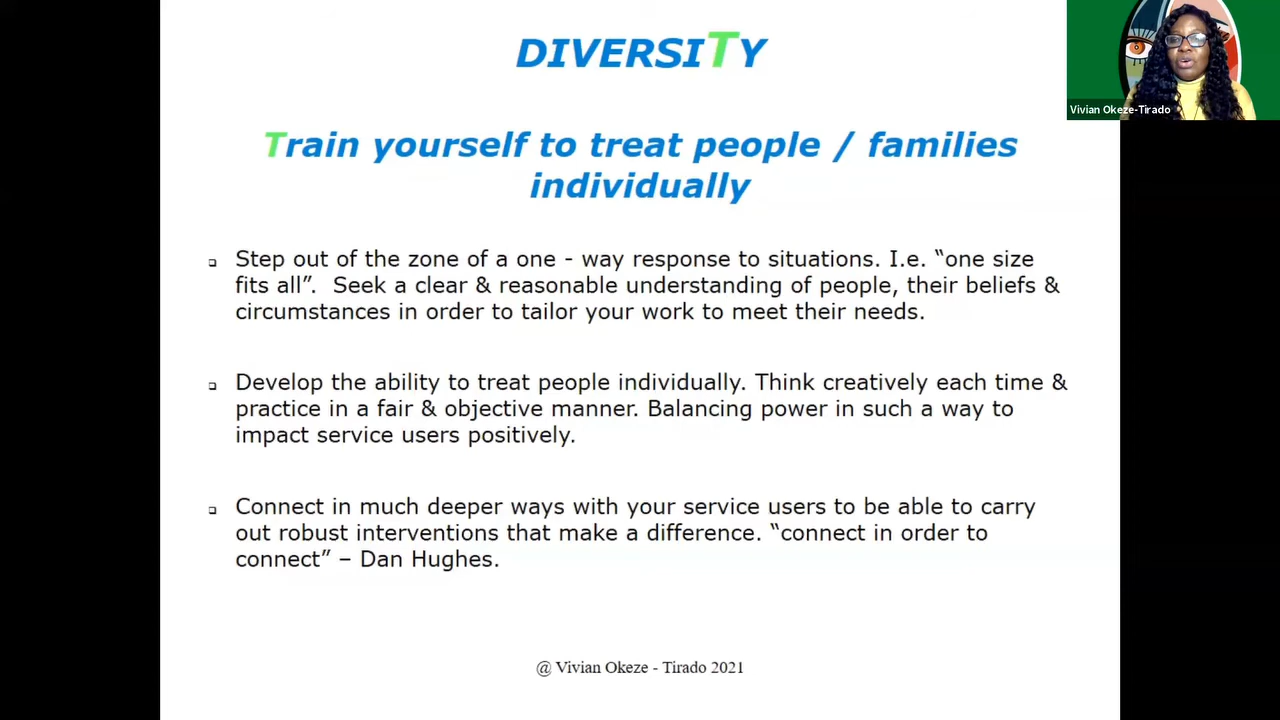 DIVERSITY
Vivian Okeze-Tirado
Train yourself to treat people / families
individually
Step out of the zone of a one - way response to situations. I.e. “one size
fits all”.  Seek a clear & reasonable understanding of people, their beliefs &
circumstances in order to tailor your work to meet their needs.
Develop the ability to treat people individually. Think creatively each time &
practice in a fair & objective manner. Balancing power in such a way to
impact service users positively.
Connect in much deeper ways with your service users to be able to carry
out robust interventions that make a difference. “connect in order to
connect” – Dan Hughes.
@ Vivian Okeze - Tirado 2021